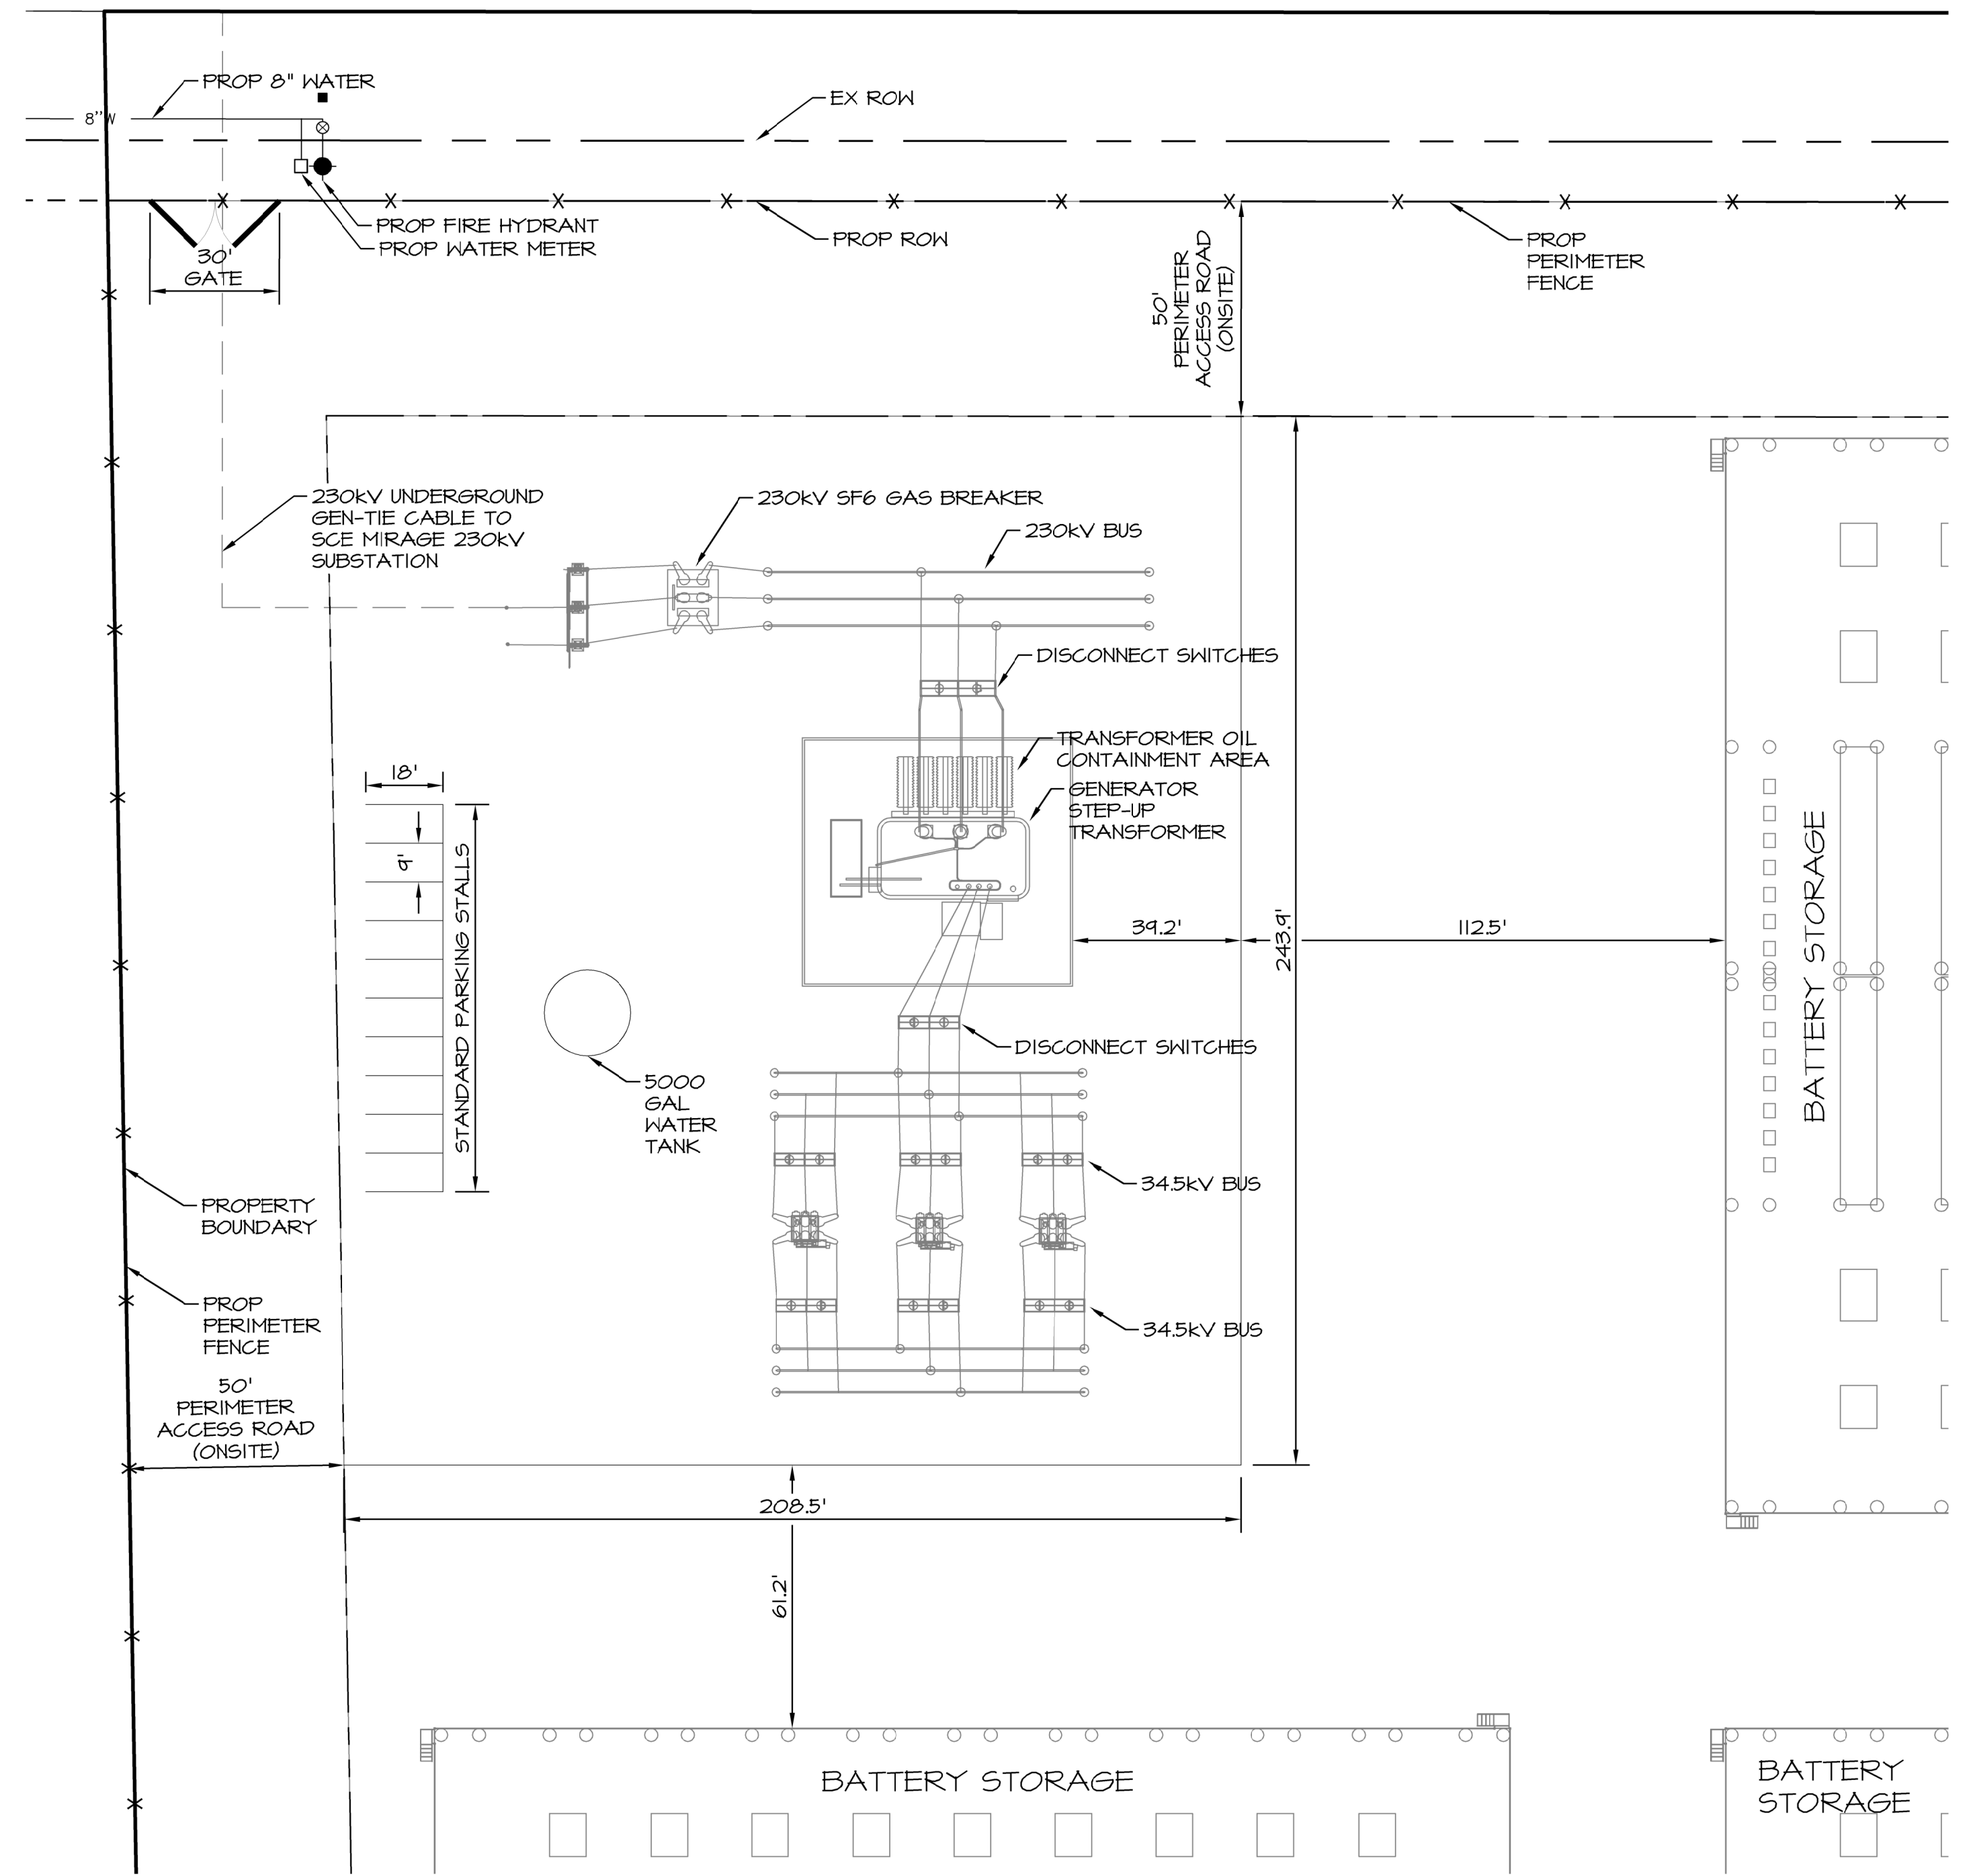 PROP 8" WATER
EX ROW
8"W
PROP FIRE HYDRANT
PROP WATER METER
PROP ROW
PROP
PERIMETER
FENCE
30'
GATE
50'
PERIMETER
ACCESS ROAD
(ONSITE)
230kV UNDERGROUND
GEN-TIE CABLE TO
SCE MIRAGE 230kV
SUBSTATION
230kV SF6 GAS BREAKER
230kV BUS
DISCONNECT SWITCHES
TRANSFORMER OIL
CONTAINMENT AREA
GENERATOR
STEP-UP
TRANSFORMER
18'
9'
STANDARD PARKING STALLS
39.2'
243.9'
112.5'
BATTERY STORAGE
DISCONNECT SWITCHES
5000
GAL
WATER
TANK
34.5kV BUS
PROPERTY
BOUNDARY
PROP
PERIMETER
FENCE
34.5kV BUS
50'
PERIMETER
ACCESS ROAD
(ONSITE)
208.5'
61.2'
BATTERY STORAGE
BATTERY
STORAGE